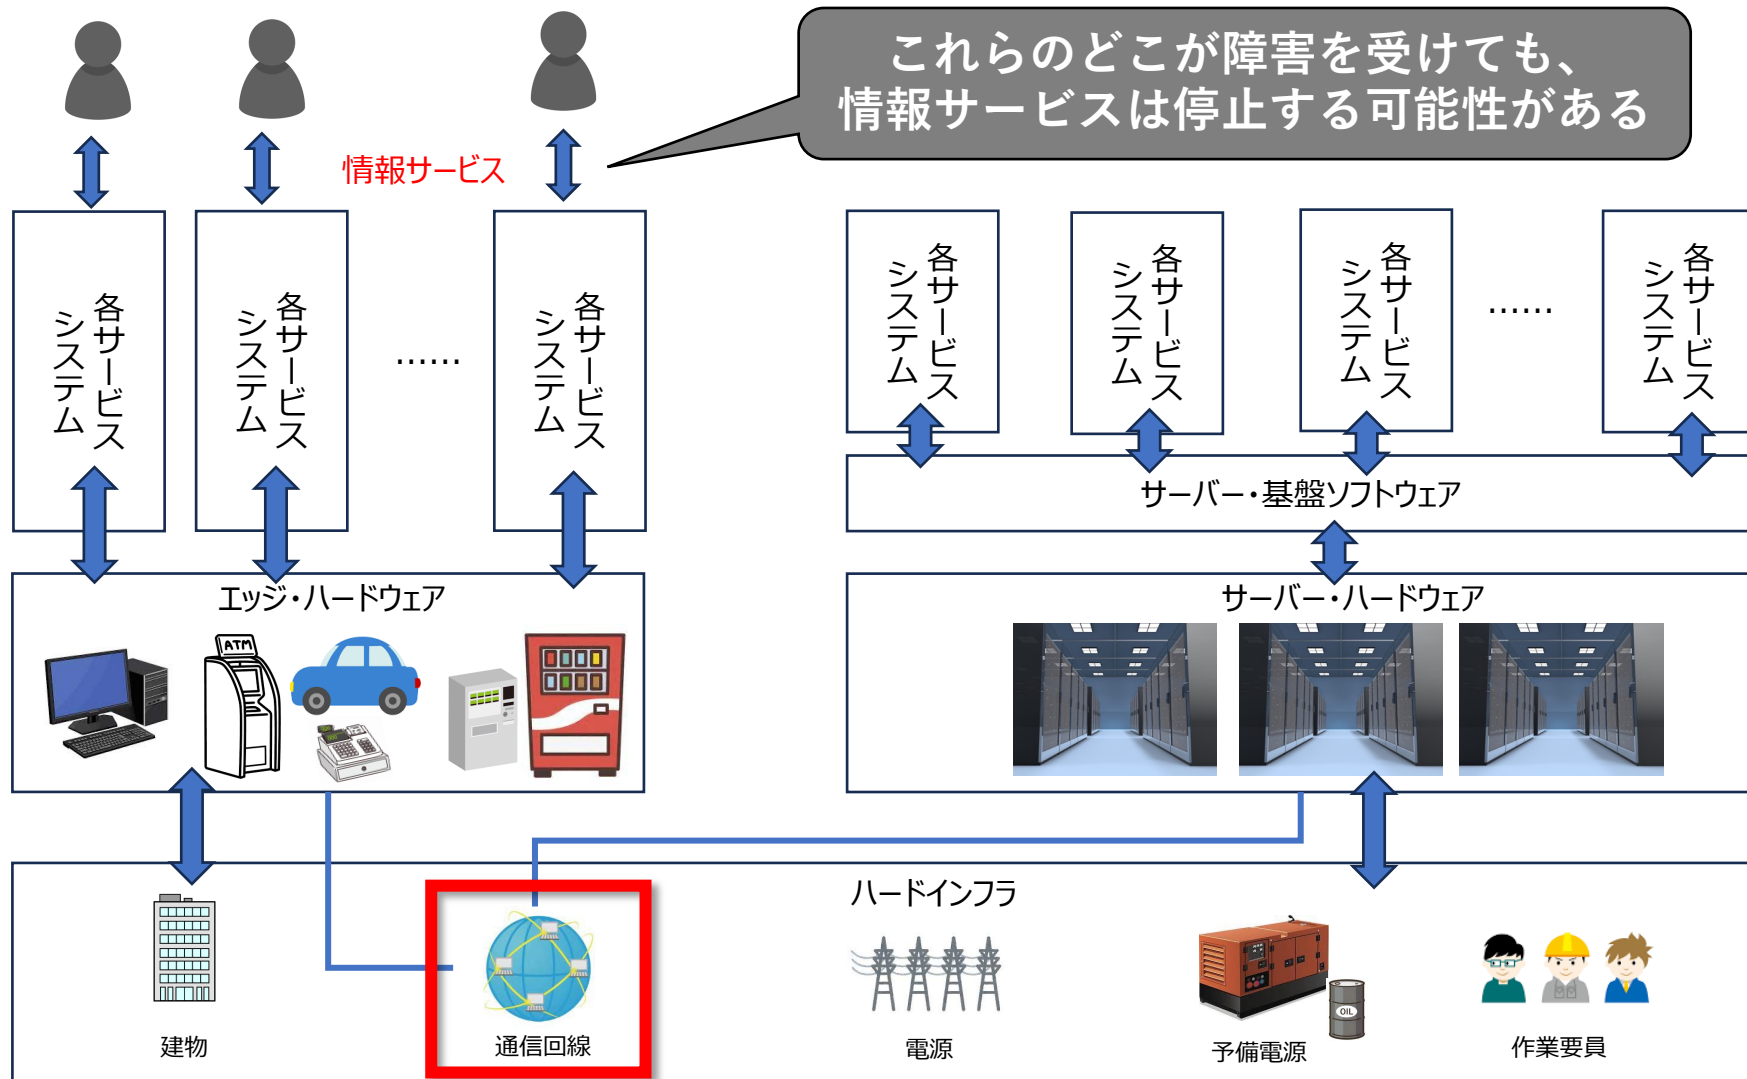 これらのどこが障害を受けても、
情報サービスは停止する可能性がある
情報サービス
各サービス
システム
各サービス
システム
......
各サービス
システム
各サービス
システム
各サービス
システム
各サービス
システム
......
各サービス
システム
サーバー・基盤ソフトウェア
エッジ・ハードウェア
ATM
サーバー・ハードウェア
ハードインフラ
OIL
建物
通信回線
電源
予備電源
作業要員